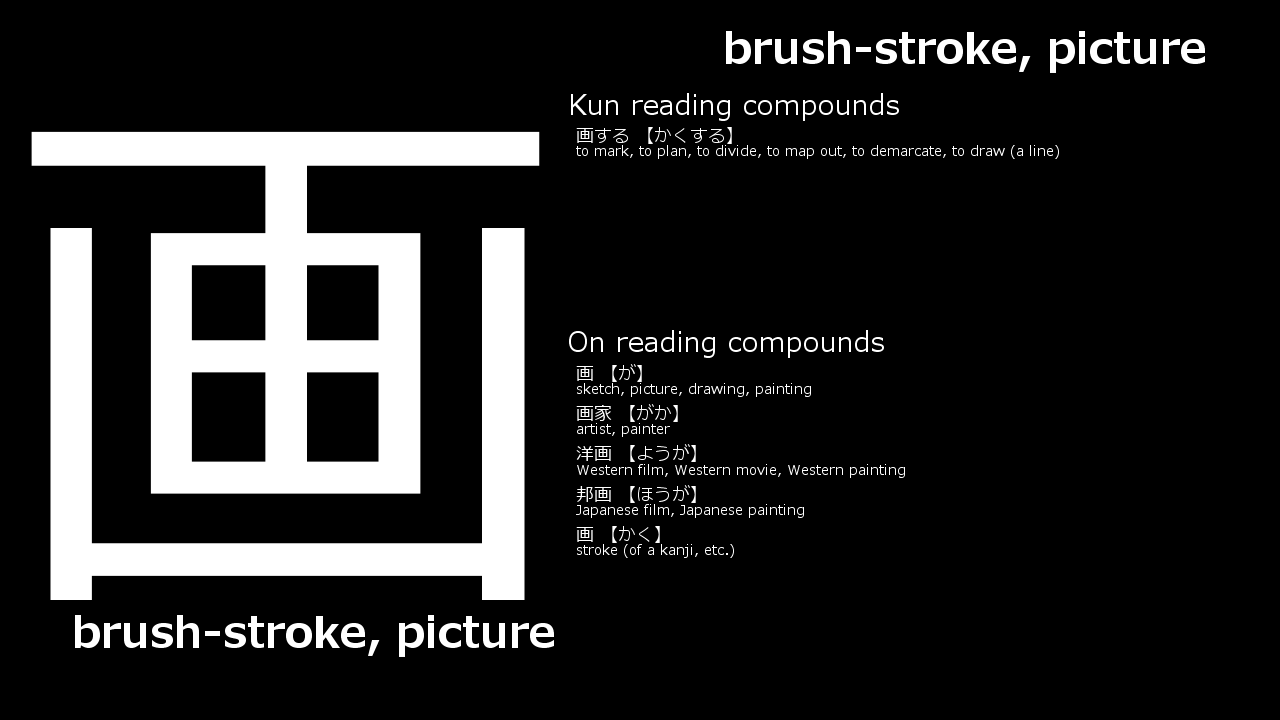 brush-stroke, picture
画
brush-stroke, picture
Kun reading compounds
画する 【かくする】
to mark, to plan, to divide, to map out, to demarcate, to draw (a line)
On reading compounds
画 【が】
sketch, picture, drawing, painting
画家 【がか】
artist, painter
洋画 【ようが】
Western film, Western movie, Western painting
邦画 【ほうが】
Japanese film, Japanese painting
画 【かく】
stroke (of a kanji, etc.)